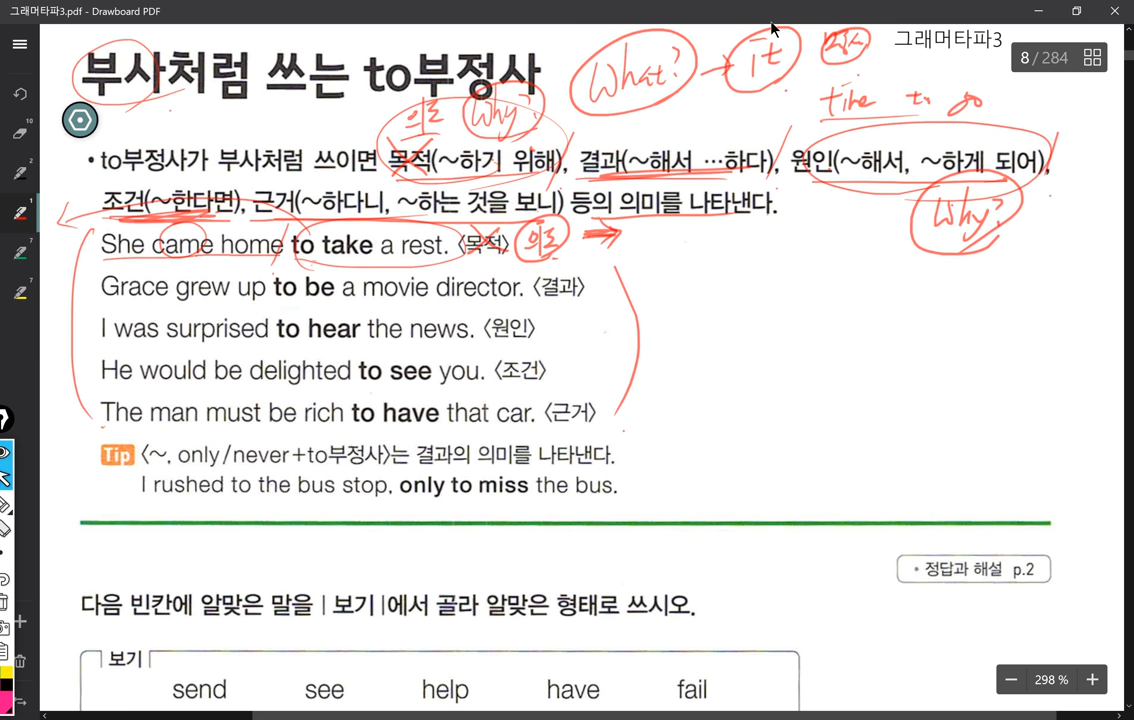 그래머타파3.pdf - Drawboard PDF
그래머타파3
8 / 284
부사처럼 쓰는 to부정사
What? → it
time to go
의도 Why?
• to부정사가 부사처럼 쓰이면 목적(~하기 위해), 결과(~해서 …하다), 원인(~해서, ~하게 되어),
조건(~한다면), 근거(~하다니, ~하는 것을 보니) 등의 의미를 나타낸다.
Why?
She came home to take a rest. 〈목적〉 의도
Grace grew up to be a movie director. 〈결과〉
I was surprised to hear the news. 〈원인〉
He would be delighted to see you. 〈조건〉
The man must be rich to have that car. 〈근거〉
Tip 〈~, only/never+to부정사〉는 결과의 의미를 나타낸다.
I rushed to the bus stop, only to miss the bus.
• 정답과 해설 p.2
다음 빈칸에 알맞은 말을 |보기|에서 골라 알맞은 형태로 쓰시오.
보기
send see help have fail
298 %
10
2
1
7
7